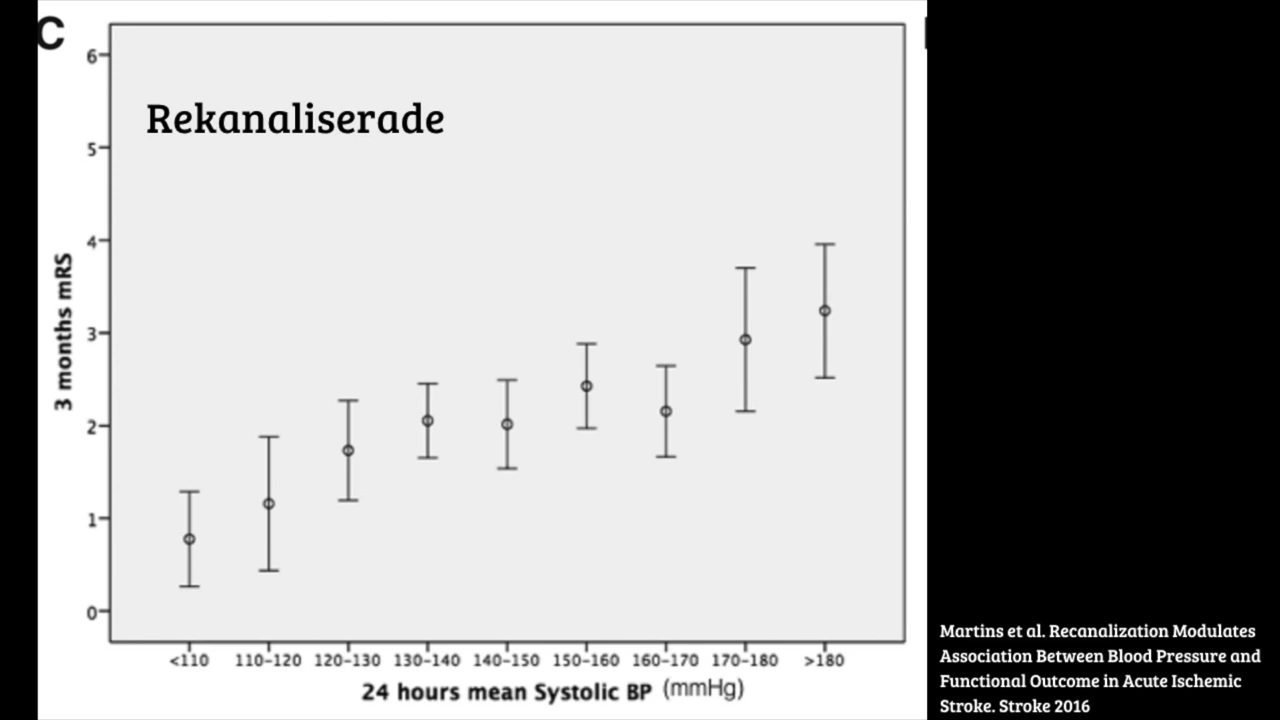 C
Rekanaliserade
6
5
4
3
2
1
0
3 months mRS
<110 110-120 120-130 130-140 140-150 150-160 160-170 170-180 >180
24 hours mean Systolic BP (mmHg)
Martins et al. Recanalization Modulates
Association Between Blood Pressure and
Functional Outcome in Acute Ischemic
Stroke. Stroke 2016